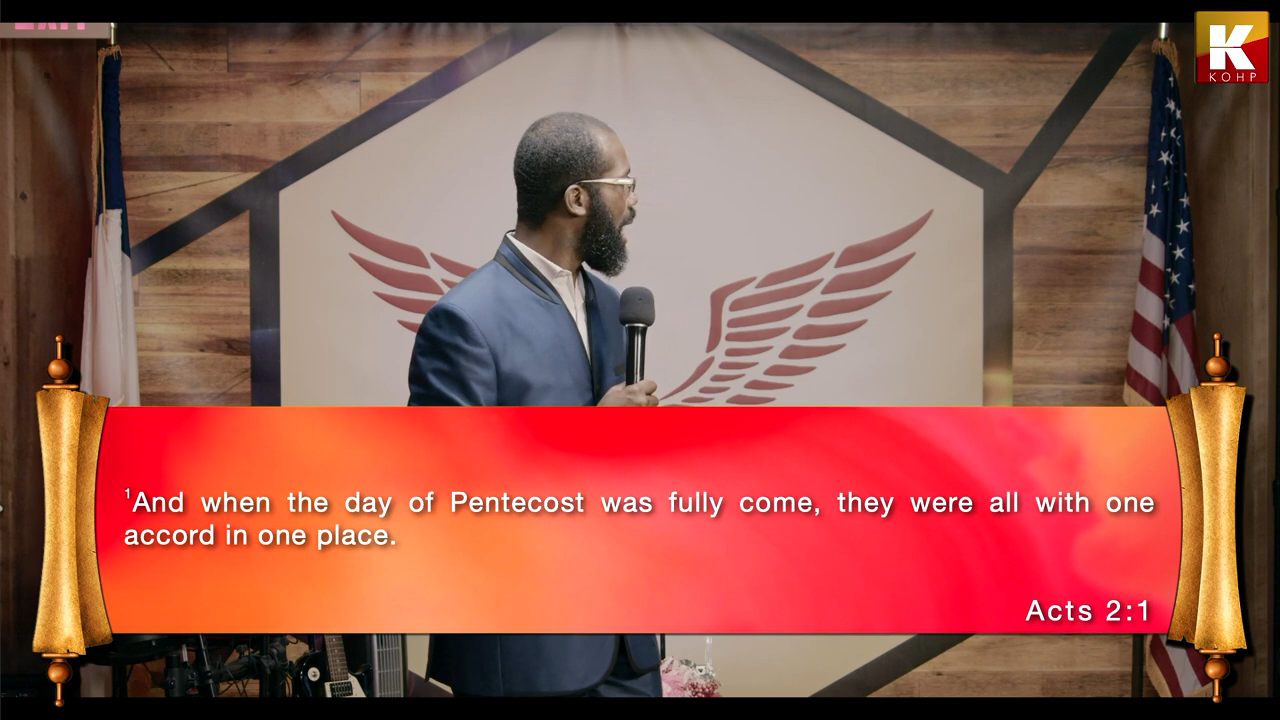 EXIT
K
KOHP
¹And when the day of Pentecost was fully come, they were all with one
accord in one place.
Acts 2:1